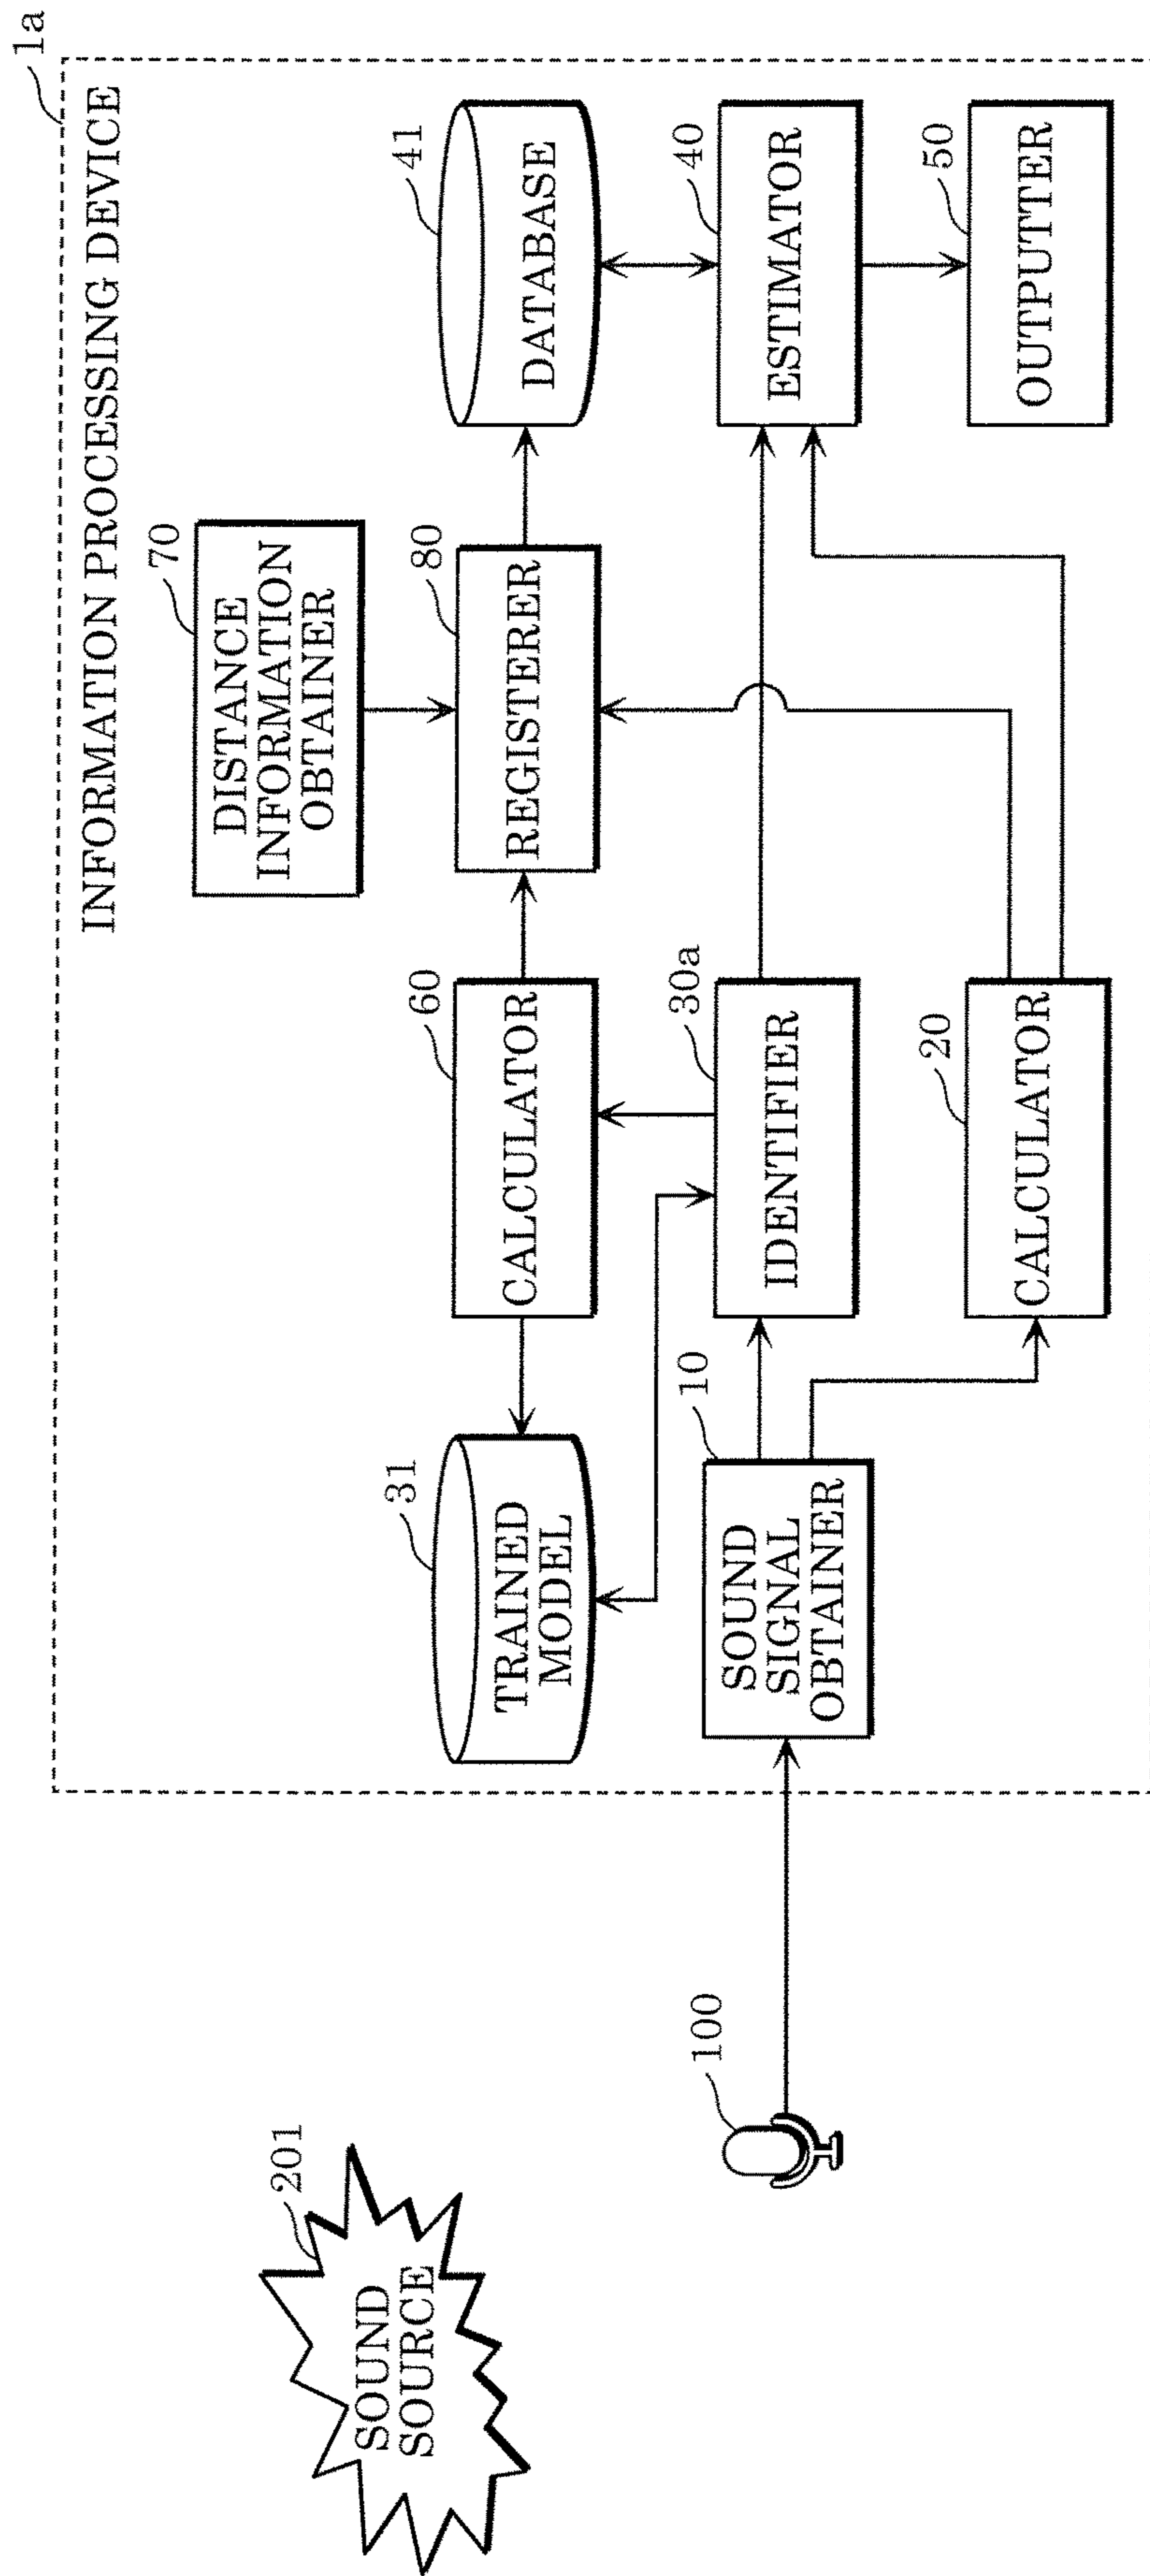 1a
INFORMATION PROCESSING DEVICE
70
DISTANCE
INFORMATION
OBTAINER
31
TRAINED
MODEL
60
CALCULATOR
80
REGISTERER
41
DATABASE
201
SOUND
SOURCE
100
10
SOUND
SIGNAL
OBTAINER
30a
IDENTIFIER
40
ESTIMATOR
20
CALCULATOR
50
OUTPUTTER